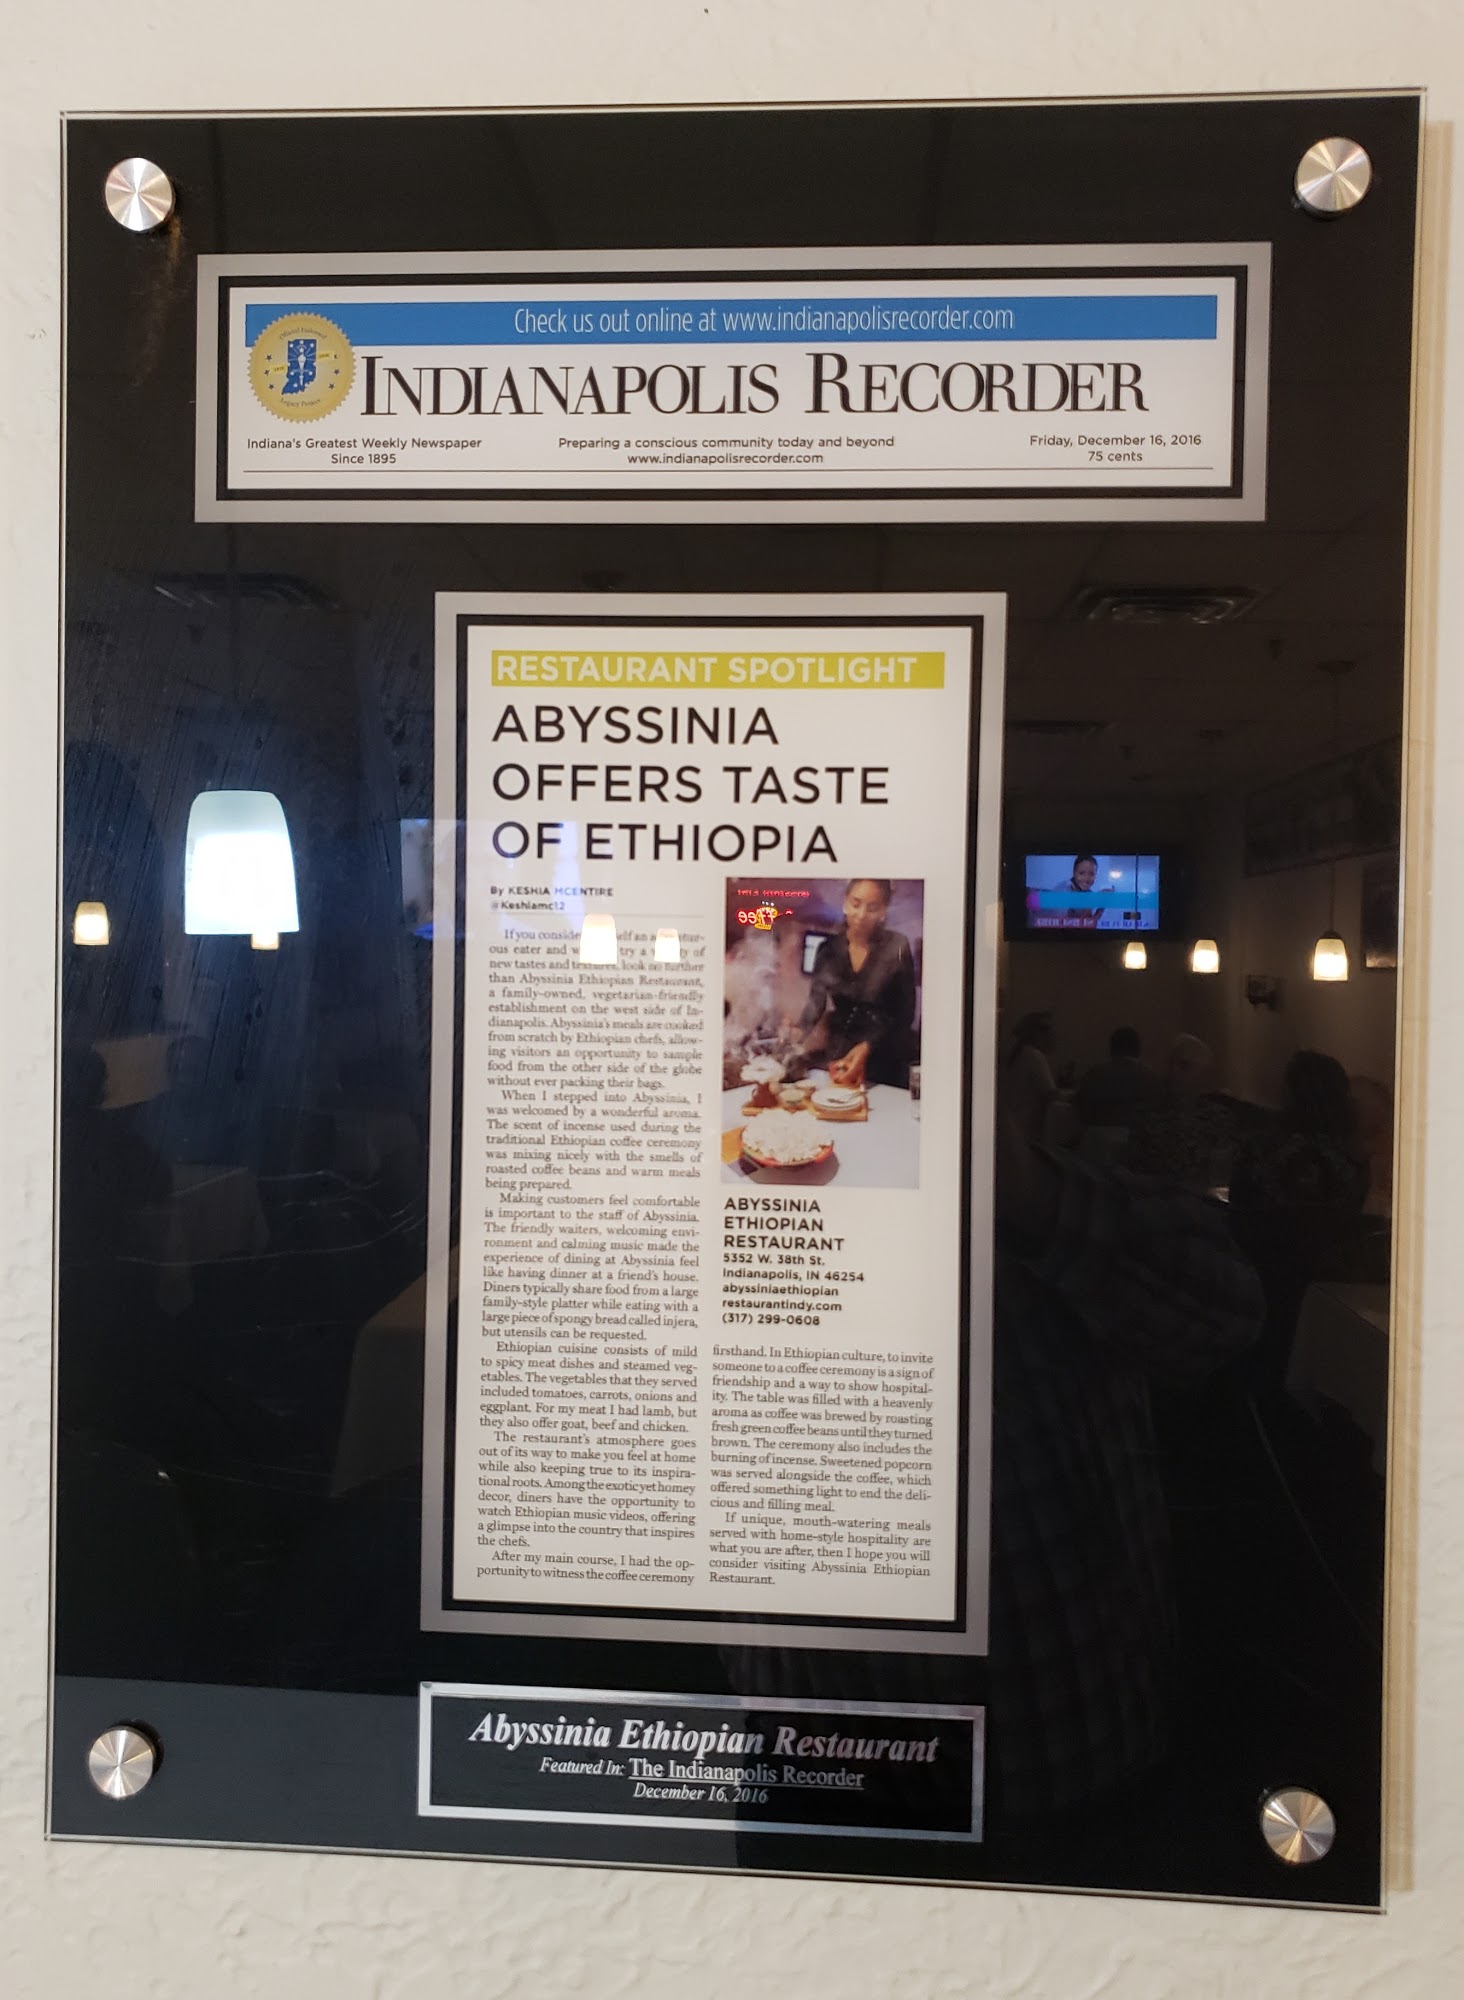 Check us out online at www.indianapolisrecorder.com
INDIANAPOLIS RECORDER
Indiana's Greatest Weekly Newspaper
Since 1895
Preparing a conscious community today and beyond
www.indianapolisrecorder.com
Friday, December 16, 2016
75 cents
RESTAURANT SPOTLIGHT
ABYSSINIA
OFFERS TASTE
OF ETHIOPIA
By KESHIA MCENTIRE
@Keshiamc12
If you consider
ous eater and try a of
new tastes and textures, look no further
than Abyssinia Ethiopian Restaurant,
a family-owned, vegetarian-friendly
establishment on the west side of In-
dianapolis. Abyssinia's meals are cooked
from scratch by Ethiopian chefs, allow-
ing visitors an opportunity to sample
food from the other side of the globe
without ever packing their bags.
When I stepped into Abyssinia, I
was welcomed by a wonderful aroma.
The scent of incense used during the
traditional Ethiopian coffee ceremony
was mixing nicely with the smells of
roasted coffee beans and warm meals
being prepared.
Making customers feel comfortable
is important to the staff of Abyssinia.
The friendly waiters, welcoming envi-
ronment and calming music made the
experience of dining at Abyssinia feel
like having dinner at a friend's house.
Diners typically share food from a large
family-style platter while eating with a
large piece of spongy bread called injera,
but utensils can be requested.
Ethiopian cuisine consists of mild
to spicy meat dishes and steamed veg-
etables. The vegetables that they served
included tomatoes, carrots, onions and
eggplant. For my meat I had lamb, but
they also offer goat, beef and chicken.
The restaurant's atmosphere goes
out of its way to make you feel at home
while also keeping true to its inspira-
tional roots. Among the exotic yet homey
decor, diners have the opportunity to
watch Ethiopian music videos, offering
a glimpse into the country that inspires
the chefs.
After my main course, I had the op-
portunity to witness the coffee ceremony
ABYSSINIA
ETHIOPIAN
RESTAURANT
5352 W. 38th St.
Indianapolis, IN 46254
abyssiniaethiopian
restaurantindy.com
(317) 299-0608
firsthand. In Ethiopian culture, to invite
someone to a coffee ceremony is a sign of
friendship and a way to show hospital-
ity. The table was filled with a heavenly
aroma as coffee was brewed by roasting
fresh green coffee beans until they turned
brown. The ceremony also includes the
burning of incense. Sweetened popcorn
was served alongside the coffee, which
offered something light to end the deli-
cious and filling meal.
If unique, mouth-watering meals
served with home-style hospitality are
what you are after, then I hope you will
consider visiting Abyssinia Ethiopian
Restaurant.
Abyssinia Ethiopian Restaurant
Featured In: The Indianapolis Recorder
December 16, 2016